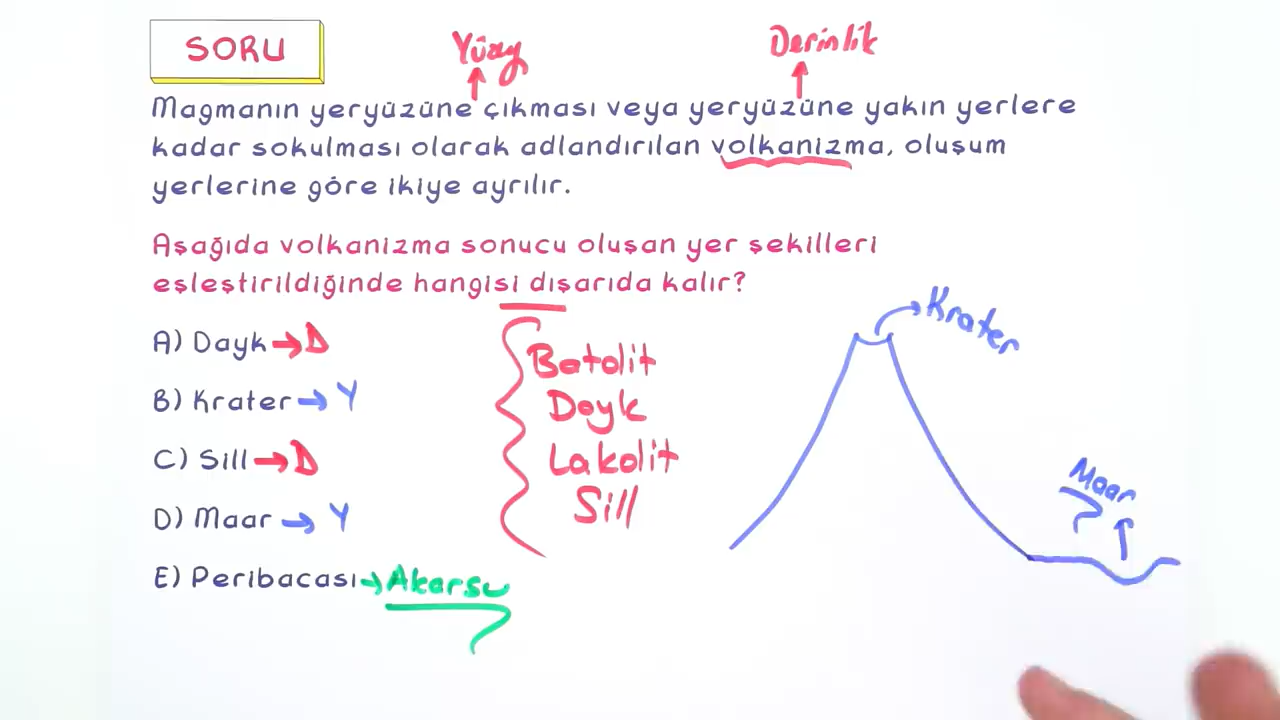 SORU
Yüzey
Derinlik
Magmanın yeryüzüne çıkması veya yeryüzüne yakın yerlere
kadar sokulması olarak adlandırılan volkanizma, oluşum
yerlerine göre ikiye ayrılır.
Aşağıda volkanizma sonucu oluşan yer şekilleri
eşleştirildiğinde hangisi dışarıda kalır?
A) Dayk → D
B) Krater → Y
C) Sill → D
D) Maar → Y
E) Peribacası → Akarsu
Batolit
Dayk
Lakolit
Sill
Krater
Maar